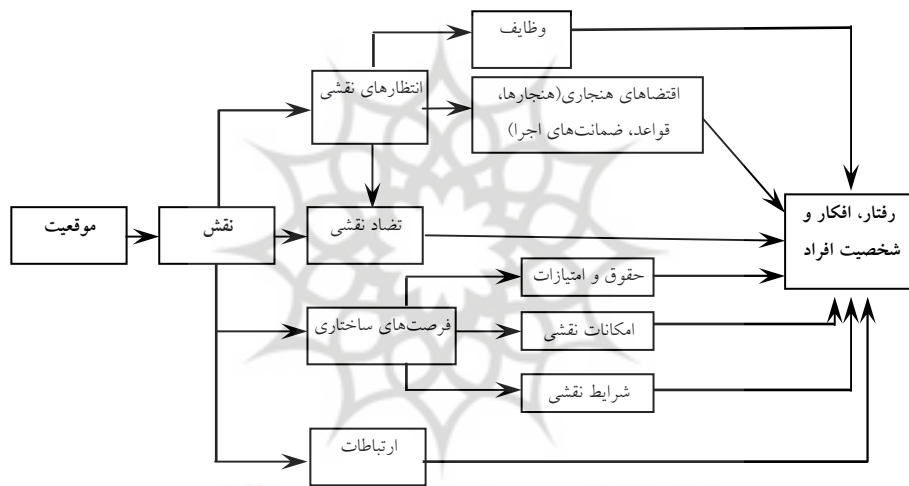 وظایف
انتظارهای نقشی
اقتضاهای هنجاری(هنجارها،
قواعد، ضمانت‌های اجرا)
موقعیت
نقش
تضاد نقشی
رفتار، افکار و
شخصیت افراد
حقوق و امتیازات
فرصت‌های ساختاری
امکانات نقشی
شرایط نقشی
ارتباطات